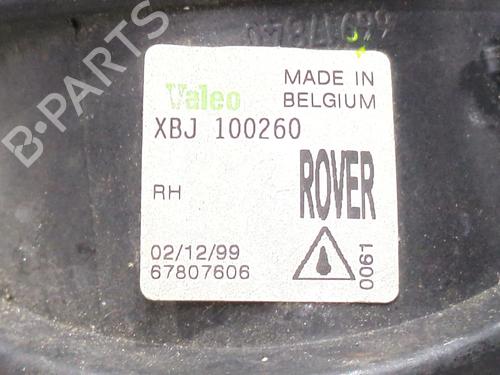 Valeo
MADE IN
BELGIUM
XBJ 100260
RH
ROVER
02/12/99
67807606
0061
B-PARTS